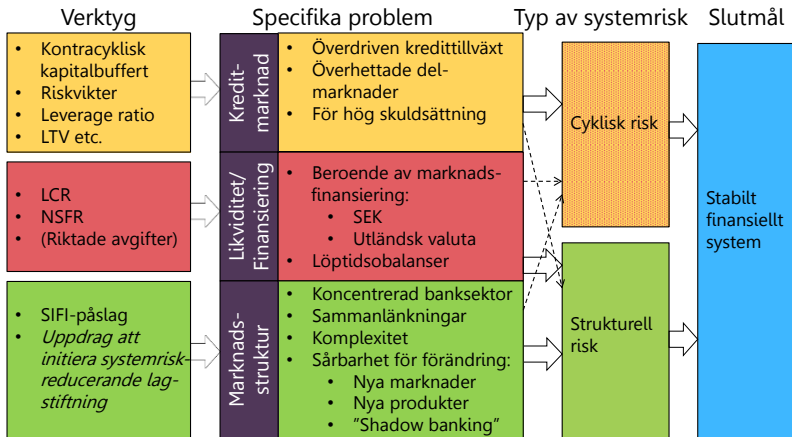 Verktyg
Specifika problem
Typ av systemrisk
Slutmål
• Kontracyklisk
kapitalbuffert
• Riskvikter
• Leverage ratio
• LTV etc.
Kredit-
marknad
• Överdriven kredittillväxt
• Överhettade del-
marknader
• För hög skuldsättning
Cyklisk risk
• LCR
• NSFR
• (Riktade avgifter)
Likviditet/
Finansiering
• Beroende av marknads-
finansiering:
• SEK
• Utländsk valuta
• Löptidsobalanser
Stabilt
finansiellt
system
• SIFI-påslag
• Uppdrag att
initiera systemrisk-
reducerande lag-
stiftning
Marknads-
struktur
• Koncentrerad banksektor
• Sammanlänkningar
• Komplexitet
• Sårbarhet för förändring:
• Nya marknader
• Nya produkter
• ”Shadow banking”
Strukturell
risk